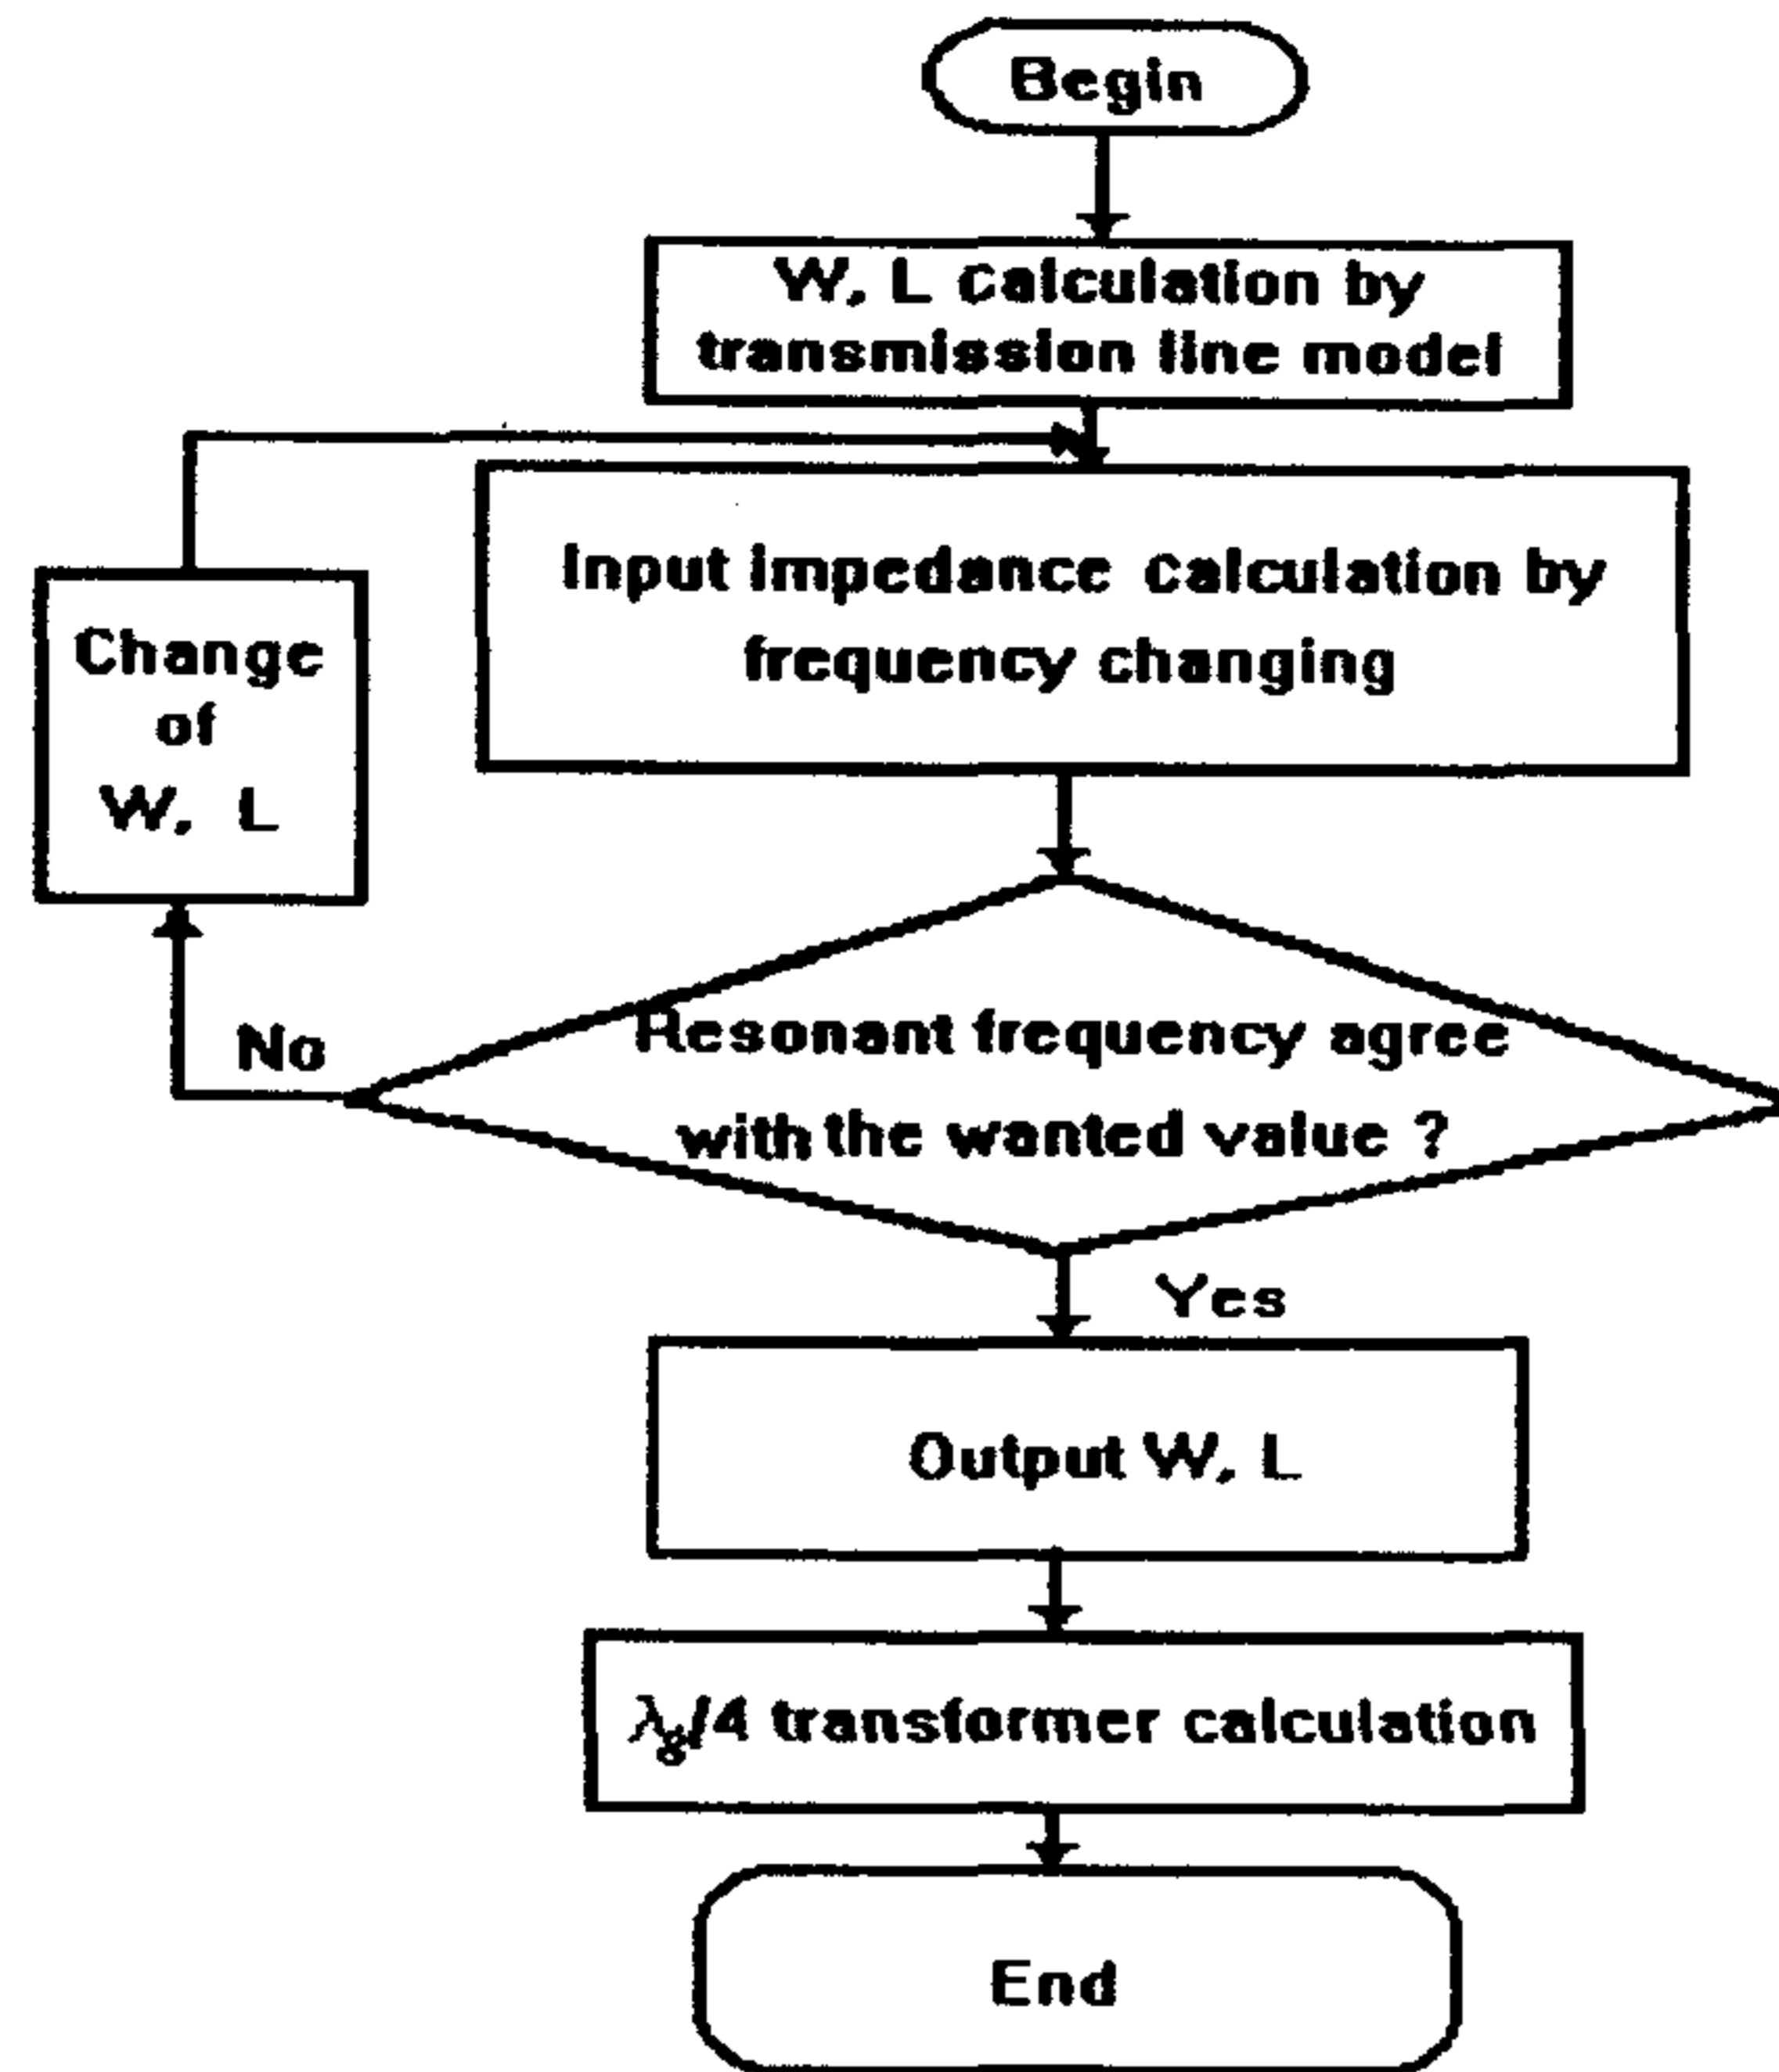 Begin
W, L Calculation by
transmission line model
Input impedance calculation by
frequency changing
Change
of
W, L
Resonant frequency agree
with the wanted value ?
No
Yes
Output W, L
λg/4 transformer calculation
End